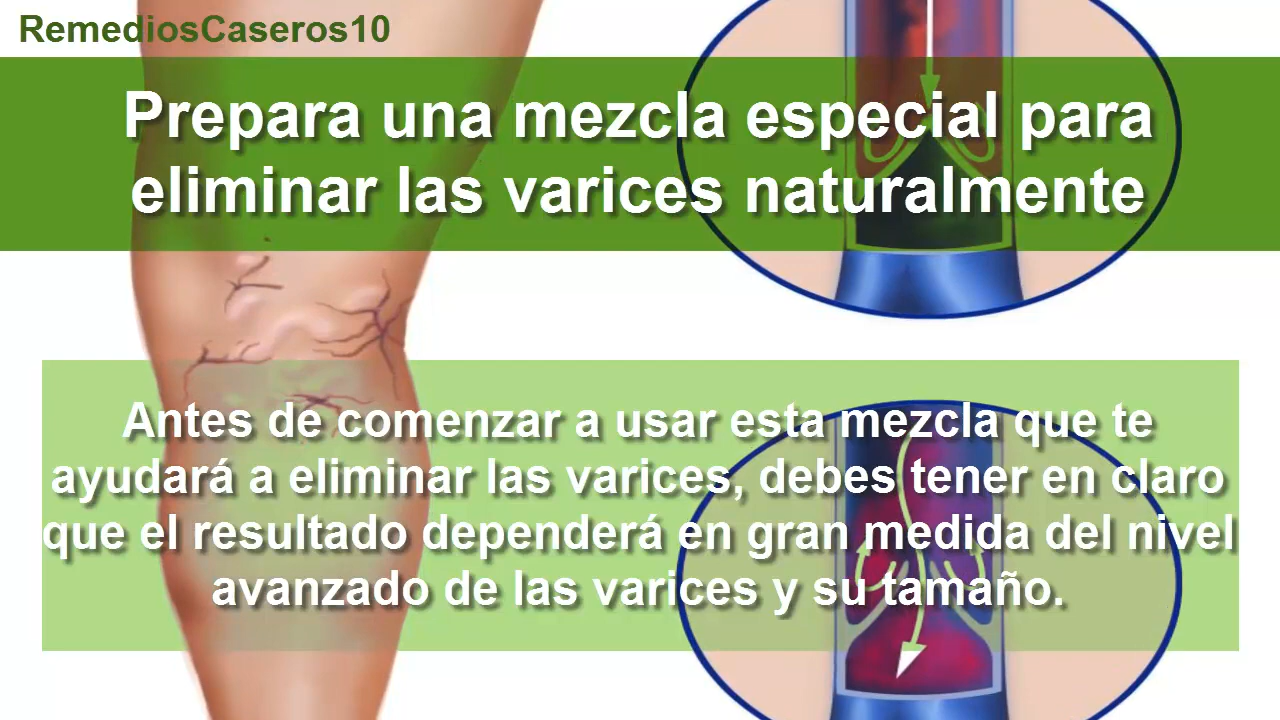 RemediosCaseros10
Prepara una mezcla especial para
eliminar las varices naturalmente
Antes de comenzar a usar esta mezcla que te
ayudará a eliminar las varices, debes tener en claro
que el resultado dependerá en gran medida del nivel
avanzado de las varices y su tamaño.